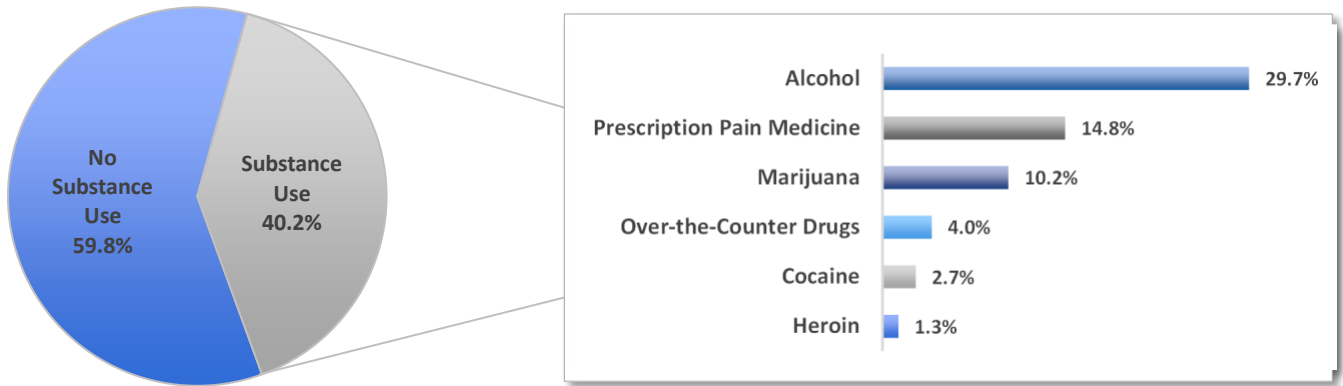 No
Substance
Use
59.8%
Substance
Use
40.2%
Alcohol 29.7%
Prescription Pain Medicine 14.8%
Marijuana 10.2%
Over-the-Counter Drugs 4.0%
Cocaine 2.7%
Heroin 1.3%